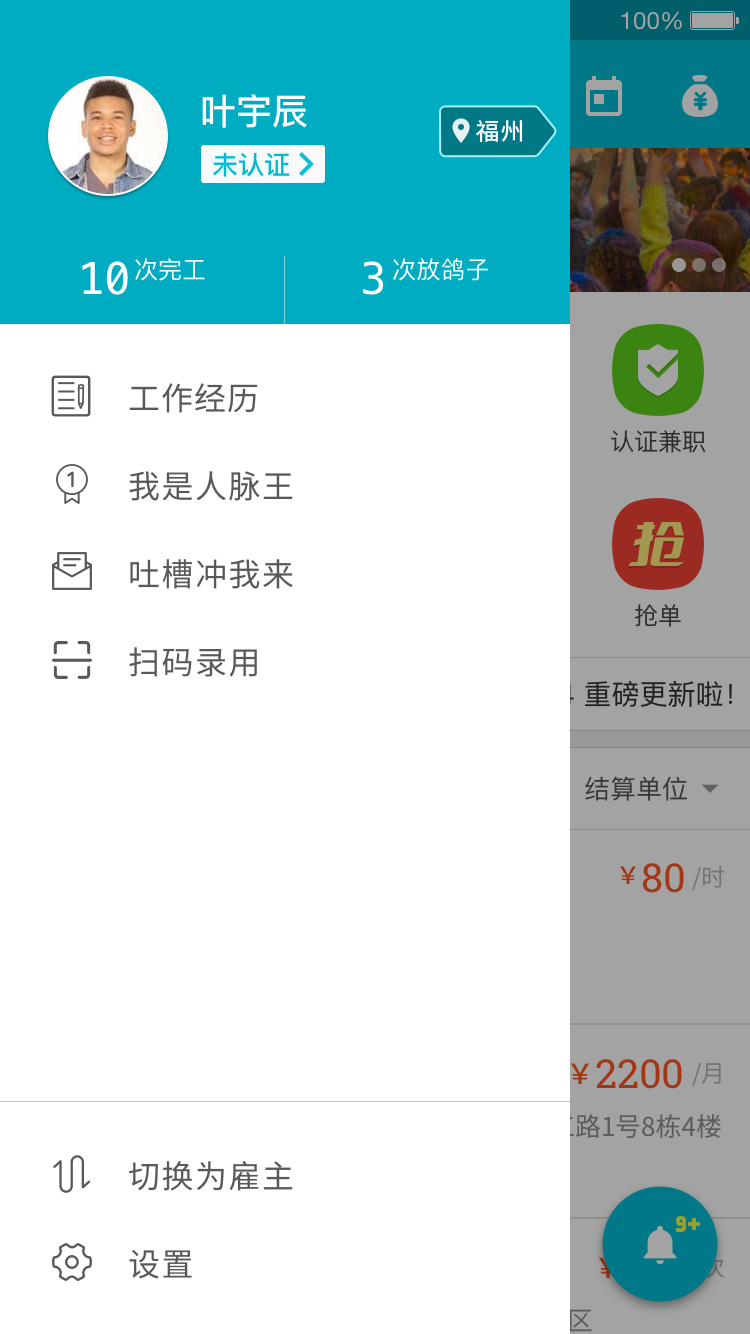 100%
叶宇辰
未认证
福州
10次完工
3次放鸽子
工作经历
我是人脉王
吐槽冲我来
扫码录用
切换为雇主
设置
认证兼职
抢
抢单
重磅更新啦!
结算单位
¥80/时
¥2200/月
路1号8栋4楼
9+
¥
次
区